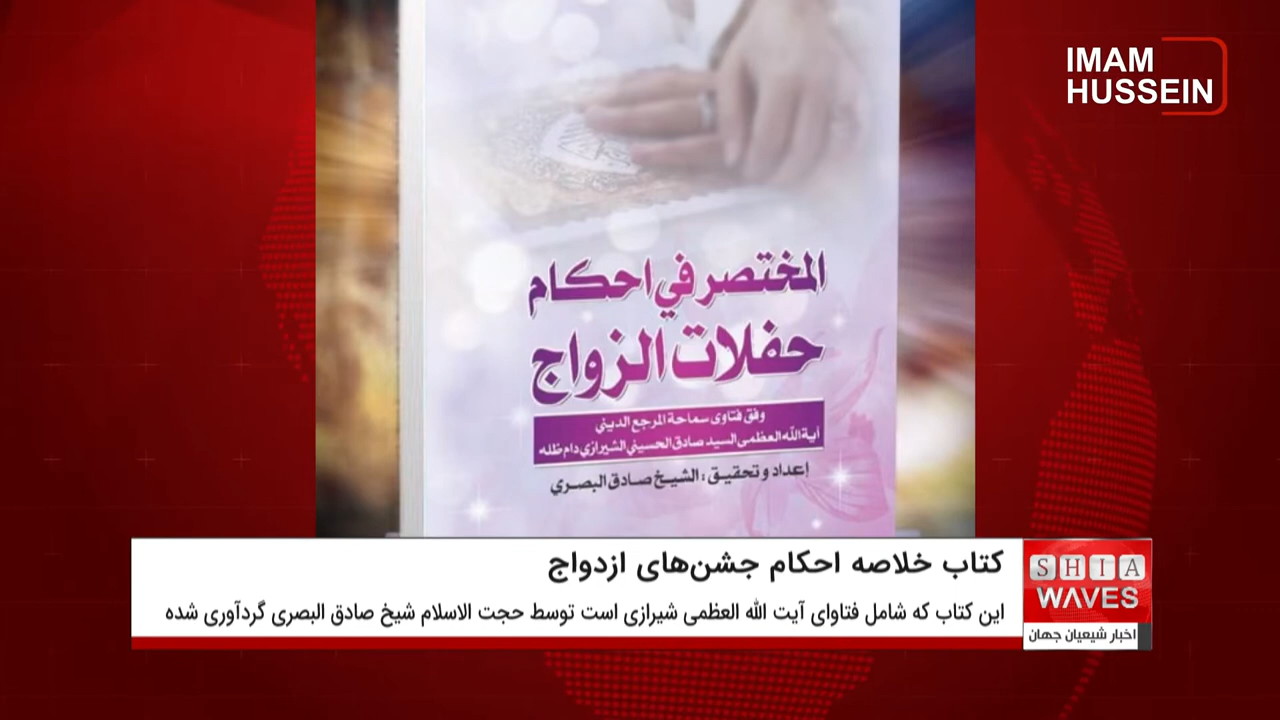 IMAM
HUSSEIN
المختصر في احكام
حفلات الزواج
وفق فتاوى سماحة المرجع الديني
آية الله العظمى السيد صادق الحسيني الشيرازي دام ظله
إعداد و تحقيق : الشيخ صادق البصري
کتاب خلاصه احکام جشن‌های ازدواج
این کتاب که شامل فتاوای آیت الله العظمی شیرازی است توسط حجت الاسلام شیخ صادق البصری گردآوری شده
SHIA
WAVES
اخبار شیعیان جهان